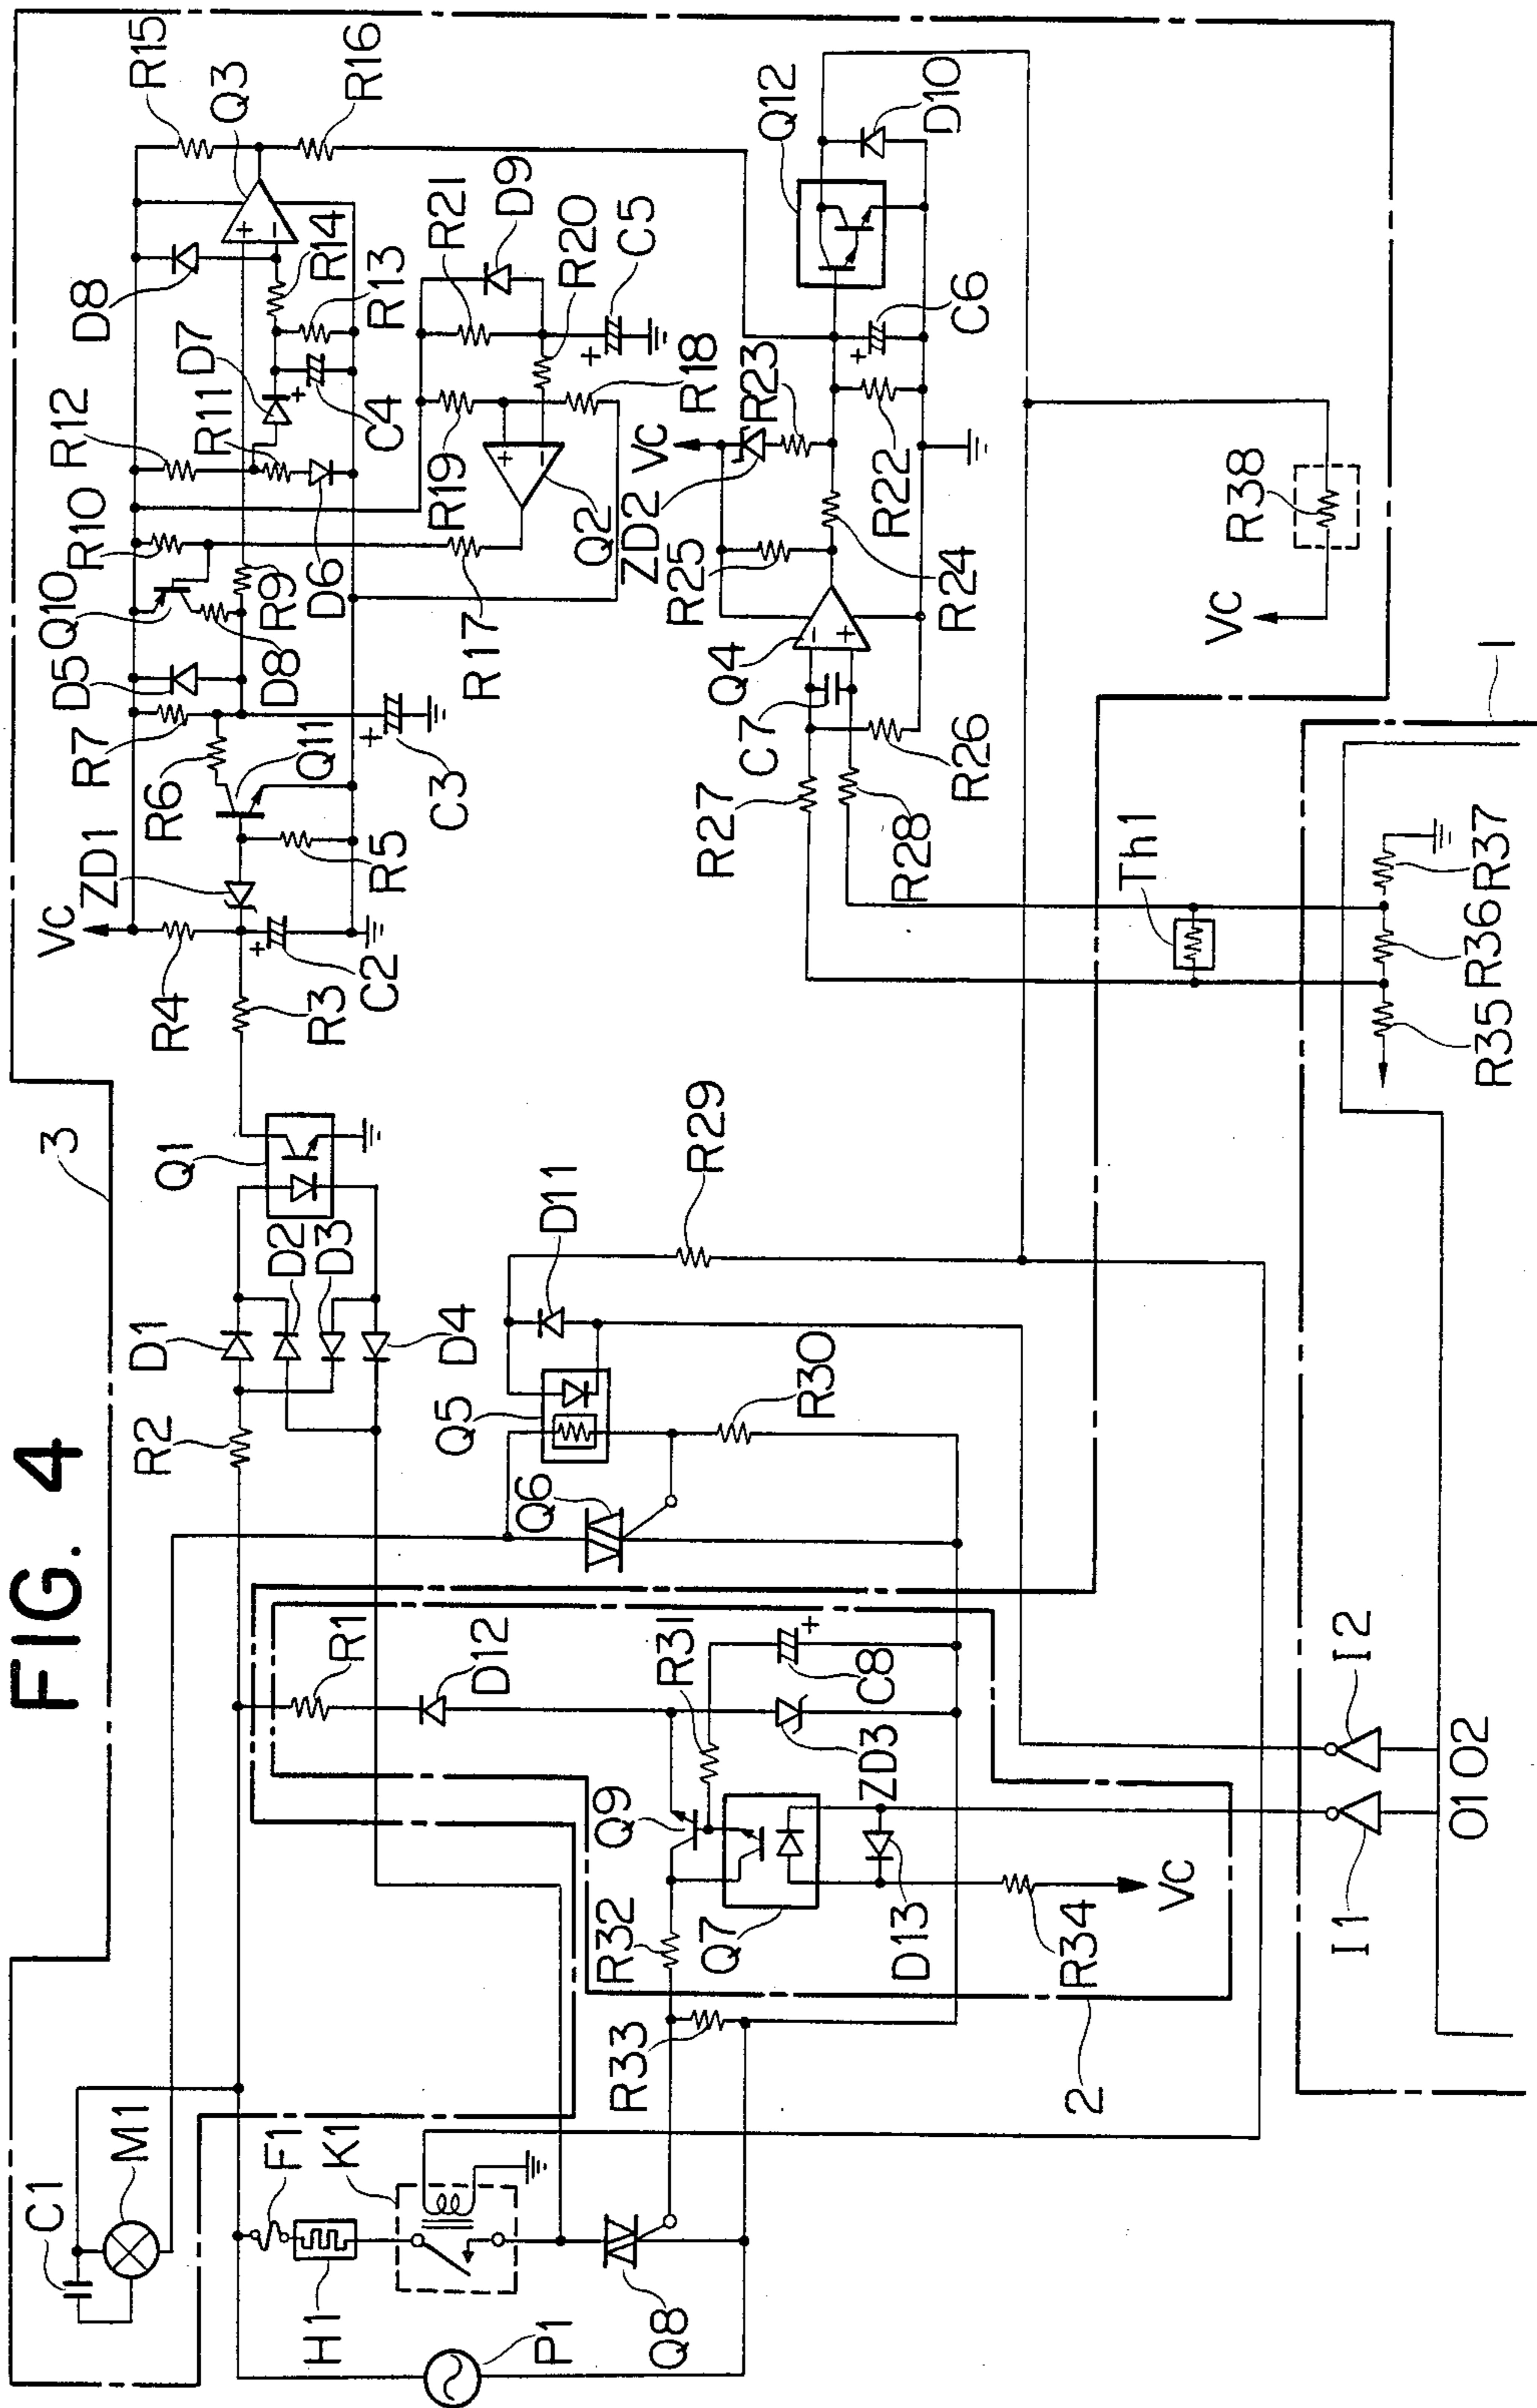 FIG. 4
3
C1
M1
F1
H1
K1
P1
Q8
R1
D12
R31
C8
ZD3
Q9
R32
Q7
D13
R34
VC
R33
2
R2
D1
D2
D3
D4
Q1
R3
R4
VC
C2
ZD1
R5
R6
Q11
R7
C3
D5
Q10
D8
R9
R10
D6
R12
R11
D7
C4
D8
R14
R13
Q3
R15
R16
R17
Q2
R19
R18
R21
R20
D9
C5
Q5
Q6
D11
R29
R30
Q4
C7
R27
R28
R26
R25
R24
ZD2
VC
R23
R22
C6
Q12
D10
R38
VC
Th1
1
R35
R36
R37
I1
I2
01
02